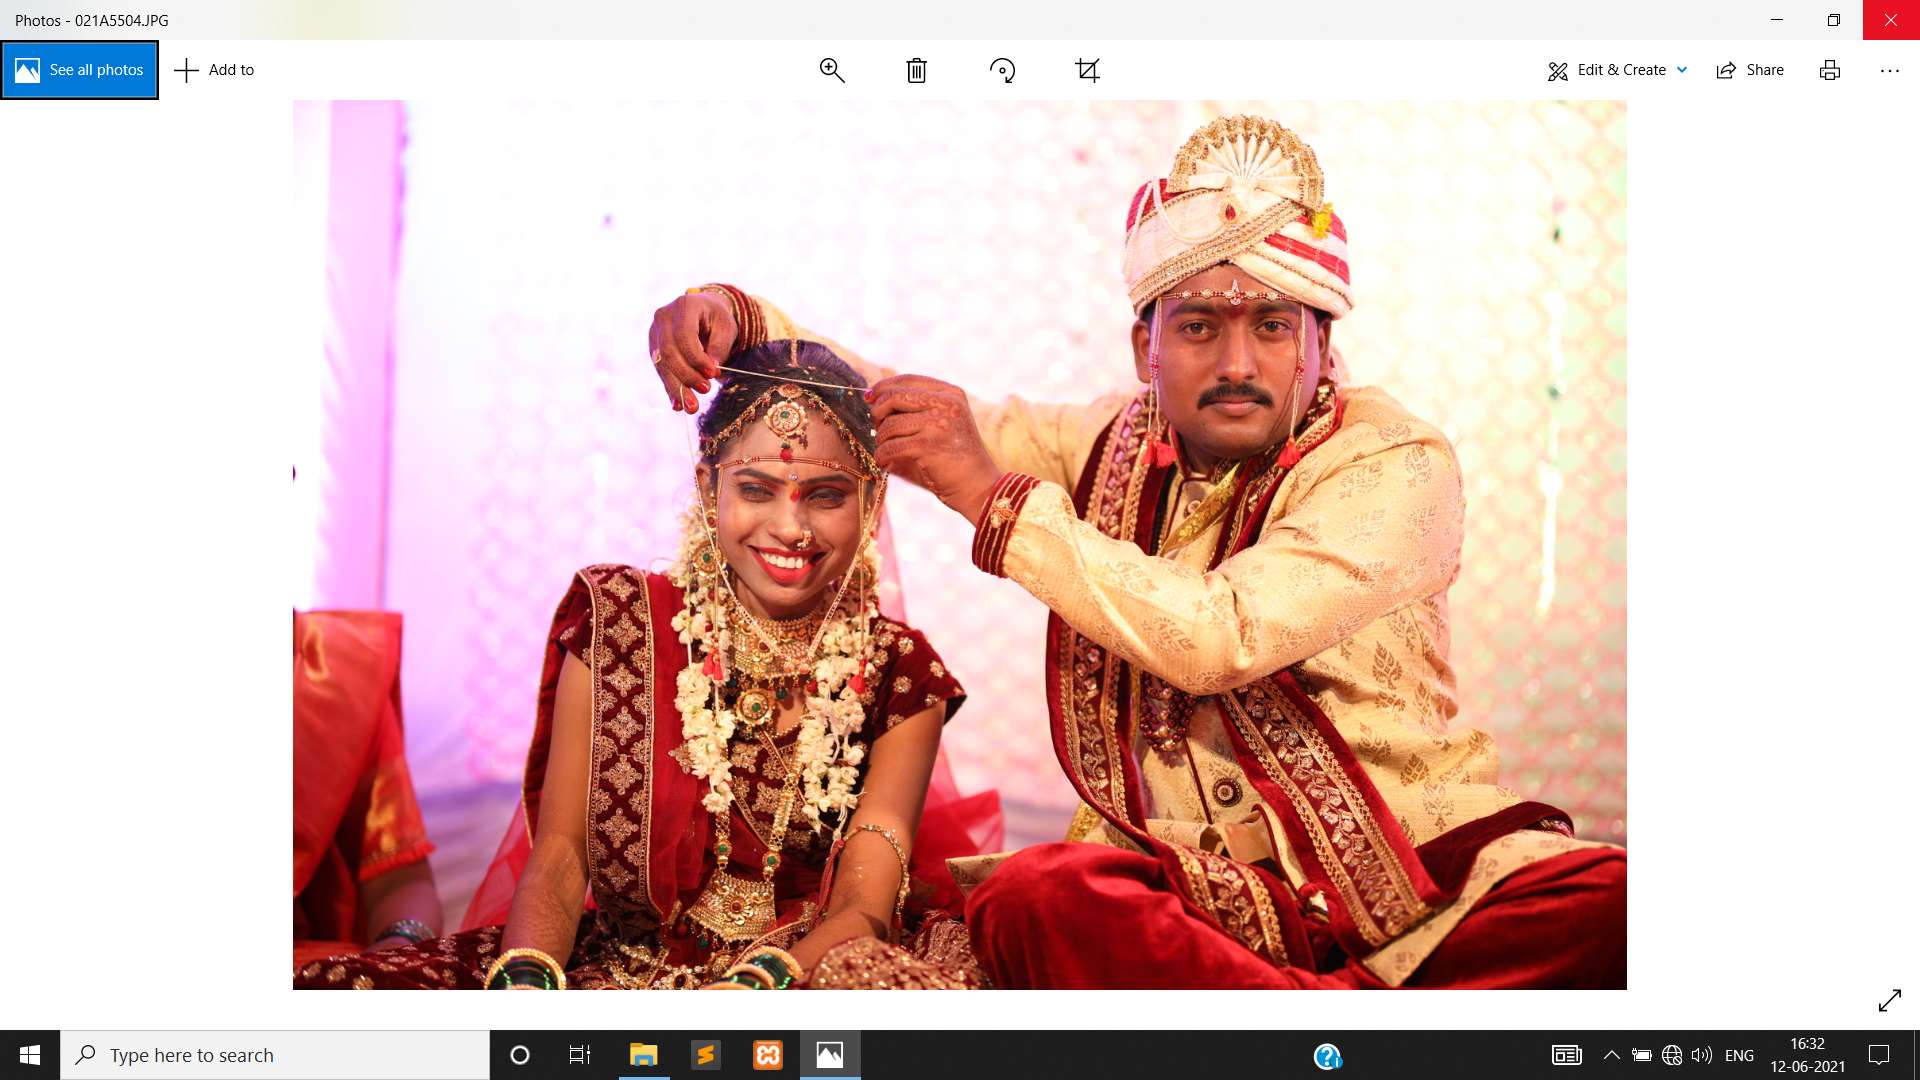 Photos - 021A5504.JPG
See all photos
Add to
Edit & Create
Share
Type here to search
ENG
16:32
12-06-2021